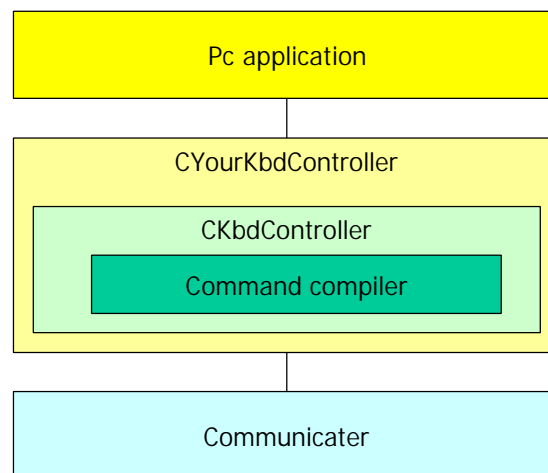 Pc application
CYourKbdController
CKbdController
Command compiler
Communicater